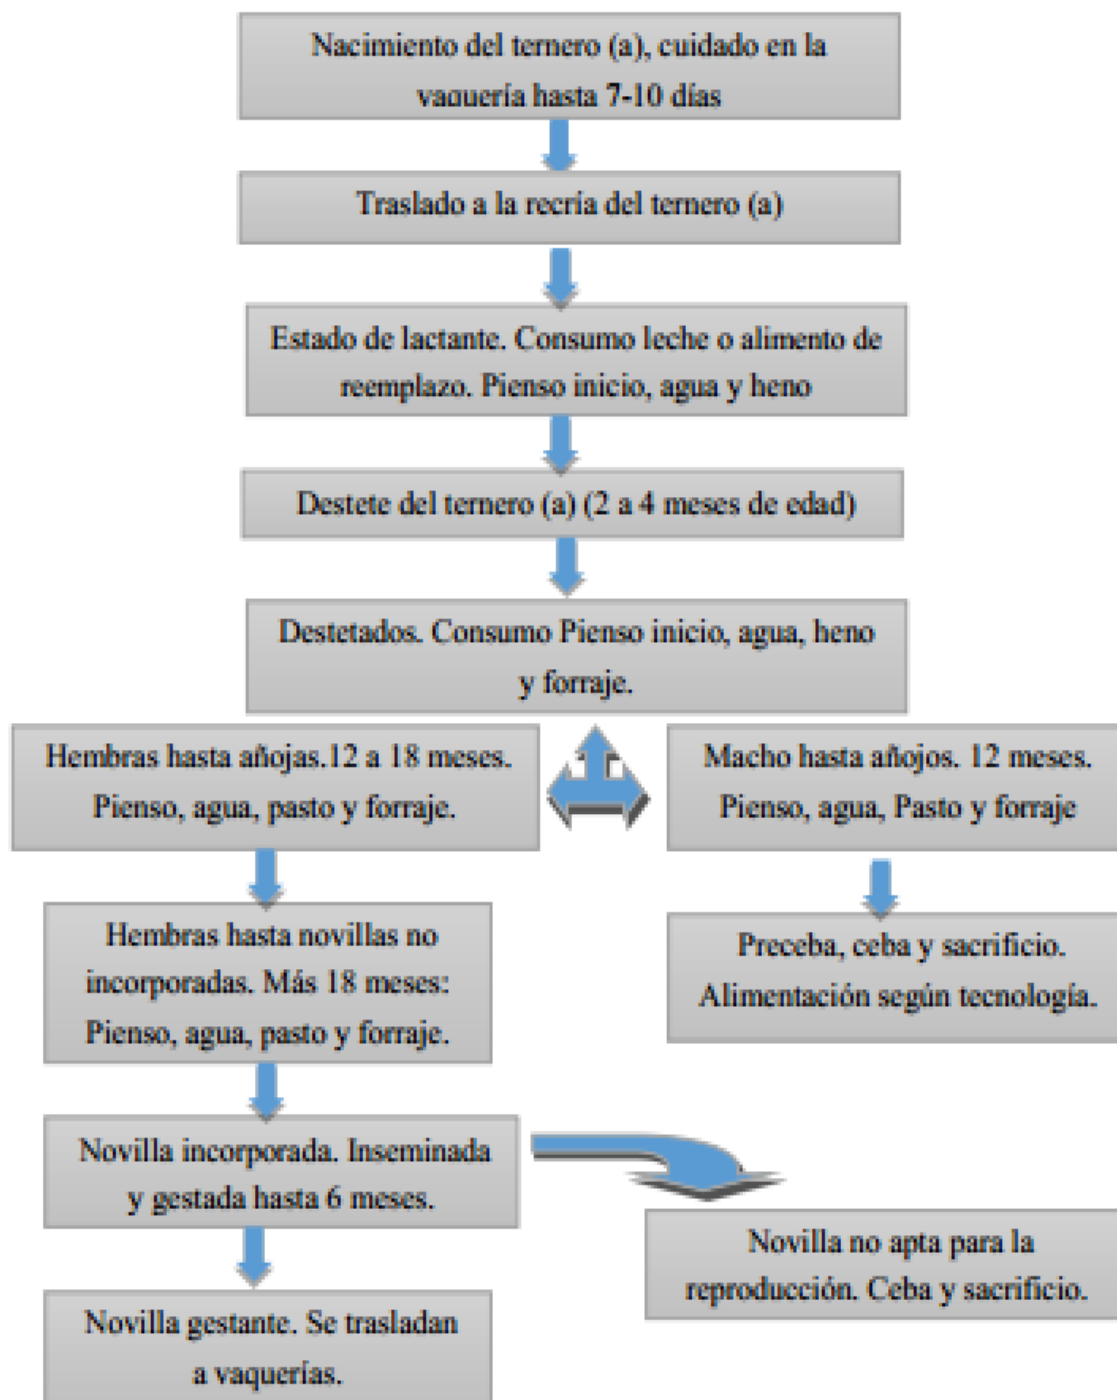 Nacimiento del ternero (a), cuidado en la
vaquería hasta 7-10 días
Traslado a la recría del ternero (a)
Estado de lactante. Consumo leche o alimento de
reemplazo. Pienso inicio, agua y heno
Destete del ternero (a) (2 a 4 meses de edad)
Destetados. Consumo Pienso inicio, agua, heno
y forraje.
Hembras hasta añojas.12 a 18 meses.
Pienso, agua, pasto y forraje.
Macho hasta añojos. 12 meses.
Pienso, agua, Pasto y forraje
Hembras hasta novillas no
incorporadas. Más 18 meses:
Pienso, agua, pasto y forraje.
Preceba, ceba y sacrificio.
Alimentación según tecnología.
Novilla incorporada. Inseminada
y gestada hasta 6 meses.
Novilla no apta para la
reproducción. Ceba y sacrificio.
Novilla gestante. Se trasladan
a vaquerías.